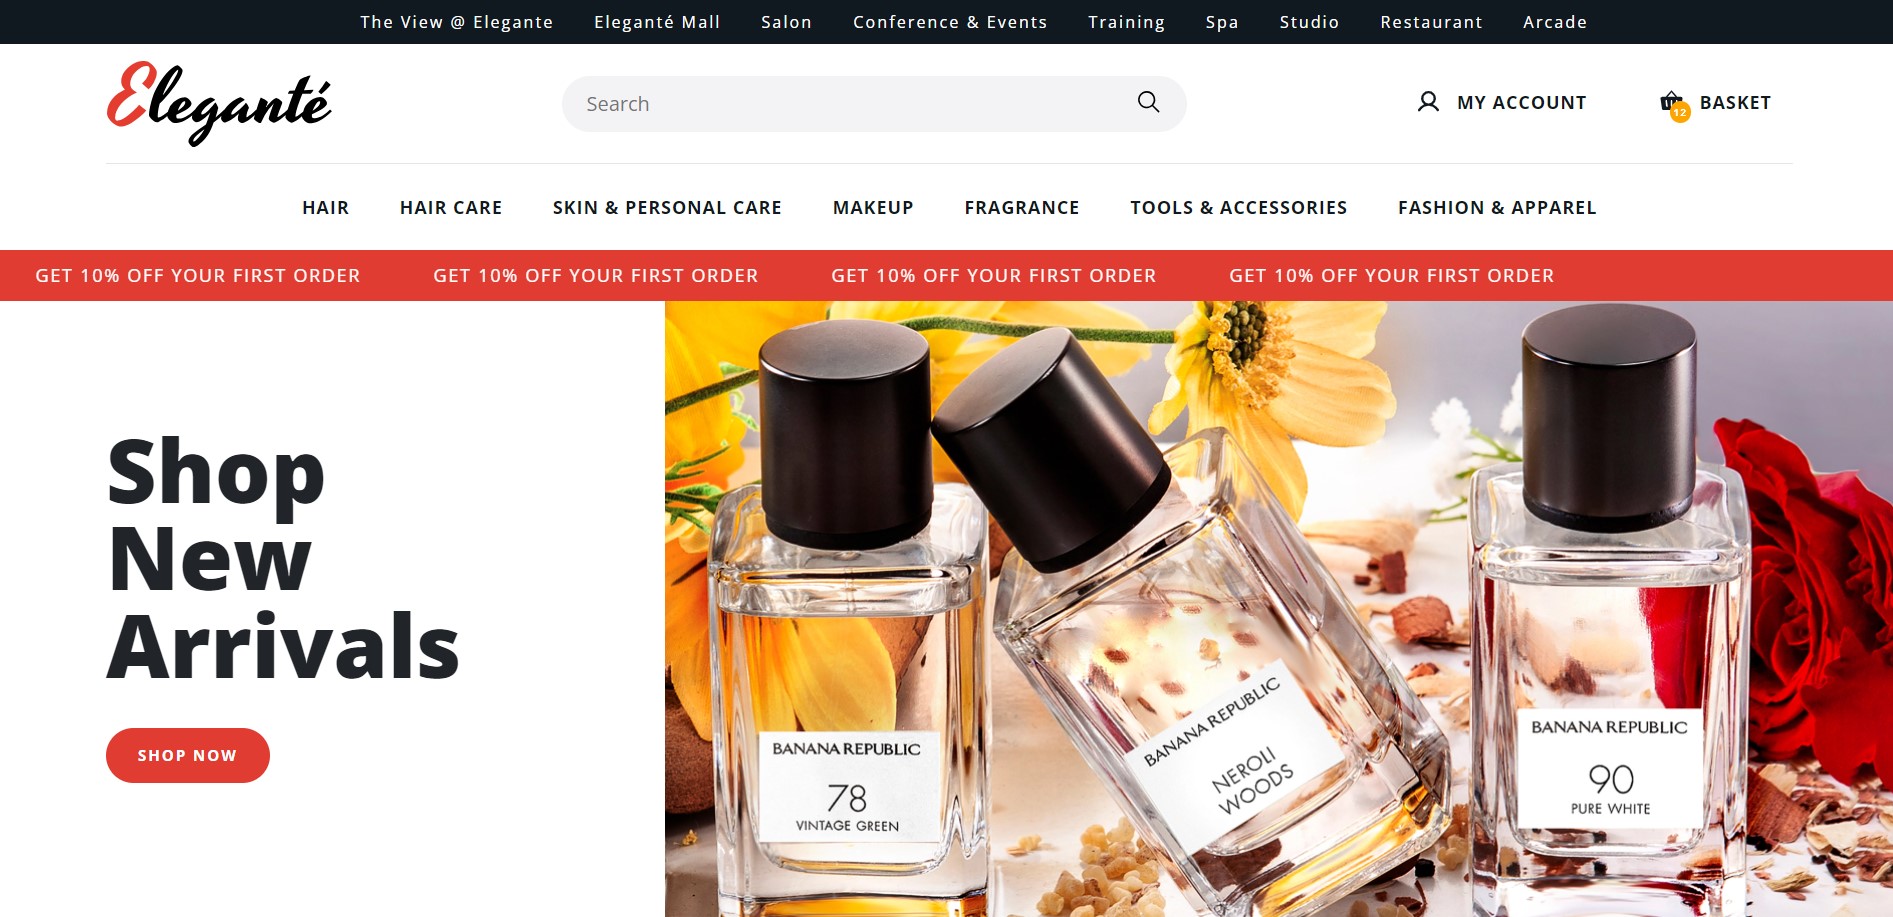 The View @ Elegante Eleganté Mall Salon Conference & Events Training Spa Studio Restaurant Arcade
Eleganté
Search
MY ACCOUNT
12
BASKET
HAIR HAIR CARE SKIN & PERSONAL CARE MAKEUP FRAGRANCE TOOLS & ACCESSORIES FASHION & APPAREL
GET 10% OFF YOUR FIRST ORDER GET 10% OFF YOUR FIRST ORDER GET 10% OFF YOUR FIRST ORDER GET 10% OFF YOUR FIRST ORDER
Shop
New
Arrivals
SHOP NOW
BANANA REPUBLIC
78
VINTAGE GREEN
BANANA REPUBLIC
NEROLI
WOODS
BANANA REPUBLIC
90
PURE WHITE